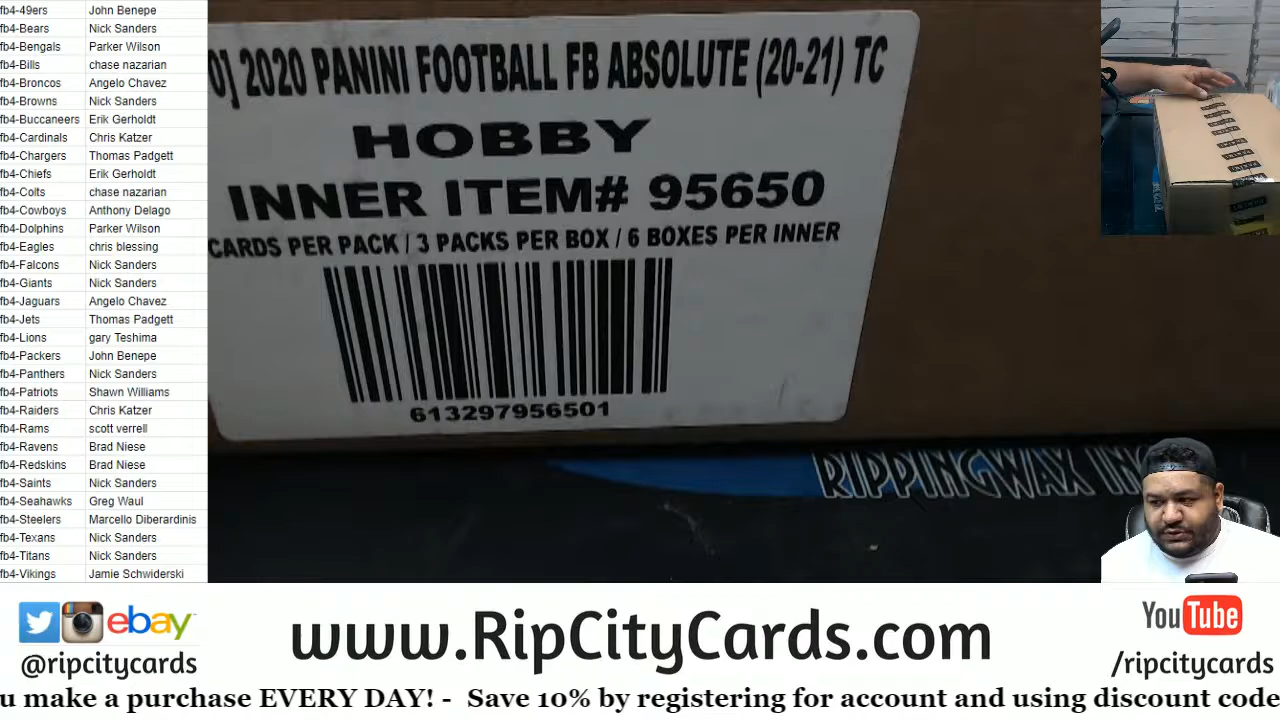 fb4-49ers John Benepe
fb4-Bears Nick Sanders
fb4-Bengals Parker Wilson
fb4-Bills chase nazarian
fb4-Broncos Angelo Chavez
fb4-Browns Nick Sanders
fb4-Buccaneers Erik Gerholdt
fb4-Cardinals Chris Katzer
fb4-Chargers Thomas Padgett
fb4-Chiefs Erik Gerholdt
fb4-Colts chase nazarian
fb4-Cowboys Anthony Delago
fb4-Dolphins Parker Wilson
fb4-Eagles chris blessing
fb4-Falcons Nick Sanders
fb4-Giants Nick Sanders
fb4-Jaguars Angelo Chavez
fb4-Jets Thomas Padgett
fb4-Lions gary Teshima
fb4-Packers John Benepe
fb4-Panthers Nick Sanders
fb4-Patriots Shawn Williams
fb4-Raiders Chris Katzer
fb4-Rams scott verrell
fb4-Ravens Brad Niese
fb4-Redskins Brad Niese
fb4-Saints Nick Sanders
fb4-Seahawks Greg Waul
fb4-Steelers Marcello Diberardinis
fb4-Texans Nick Sanders
fb4-Titans Nick Sanders
fb4-Vikings Jamie Schwiderski
0] 2020 PANINI FOOTBALL FB ABSOLUTE (20-21) TC
HOBBY
INNER ITEM# 95650
CARDS PER PACK / 3 PACKS PER BOX / 6 BOXES PER INNER
613297956501
RIPPINGWAX INC
ebay
@ripcitycards
www.RipCityCards.com
YouTube
/ripcitycards
u make a purchase EVERY DAY! - Save 10% by registering for account and using discount code